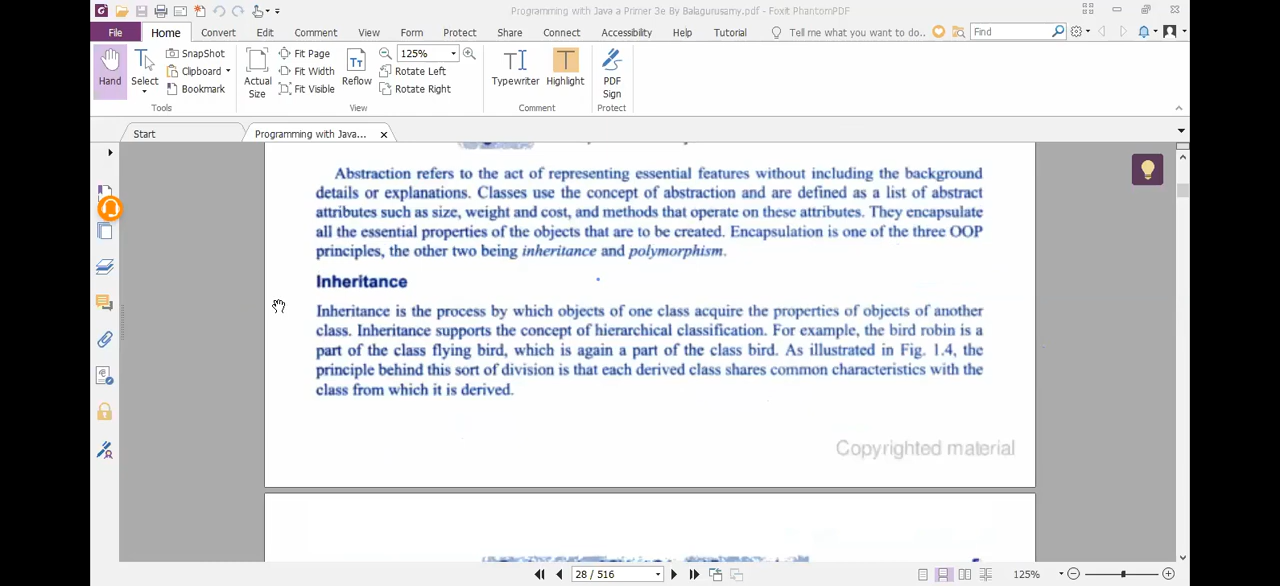 Programming with Java a Primer 3e By Balagurusamy.pdf - Foxit PhantomPDF
File Home Convert Edit Comment View Form Protect Share Connect Accessibility Help Tutorial Tell me what you want to do.. Find
Hand Select SnapShot Clipboard Bookmark Actual Size Fit Page Fit Width Fit Visible Reflow 125% Rotate Left Rotate Right Typewriter Highlight PDF Sign
Tools View Comment Protect
Start Programming with Java...
Abstraction refers to the act of representing essential features without including the background
details or explanations. Classes use the concept of abstraction and are defined as a list of abstract
attributes such as size, weight and cost, and methods that operate on these attributes. They encapsulate
all the essential properties of the objects that are to be created. Encapsulation is one of the three OOP
principles, the other two being inheritance and polymorphism.
Inheritance
Inheritance is the process by which objects of one class acquire the properties of objects of another
class. Inheritance supports the concept of hierarchical classification. For example, the bird robin is a
part of the class flying bird, which is again a part of the class bird. As illustrated in Fig. 1.4, the
principle behind this sort of division is that each derived class shares common characteristics with the
class from which it is derived.
Copyrighted material
28 / 516 125%